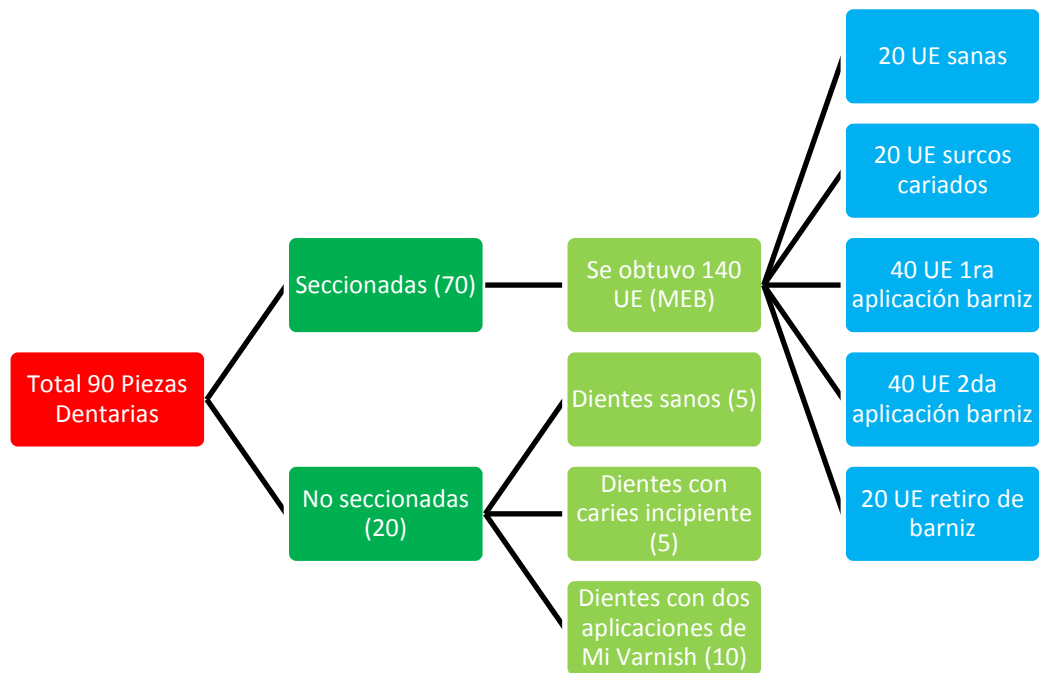 Total 90 Piezas
Dentarias
Seccionadas (70)
No seccionadas
(20)
Se obtuvo 140
UE (MEB)
Dientes sanos (5)
Dientes con
caries incipiente
(5)
Dientes con dos
aplicaciones de
Mi Varnish (10)
20 UE sanas
20 UE surcos
cariados
40 UE 1ra
aplicación barniz
40 UE 2da
aplicación barniz
20 UE retiro de
barniz